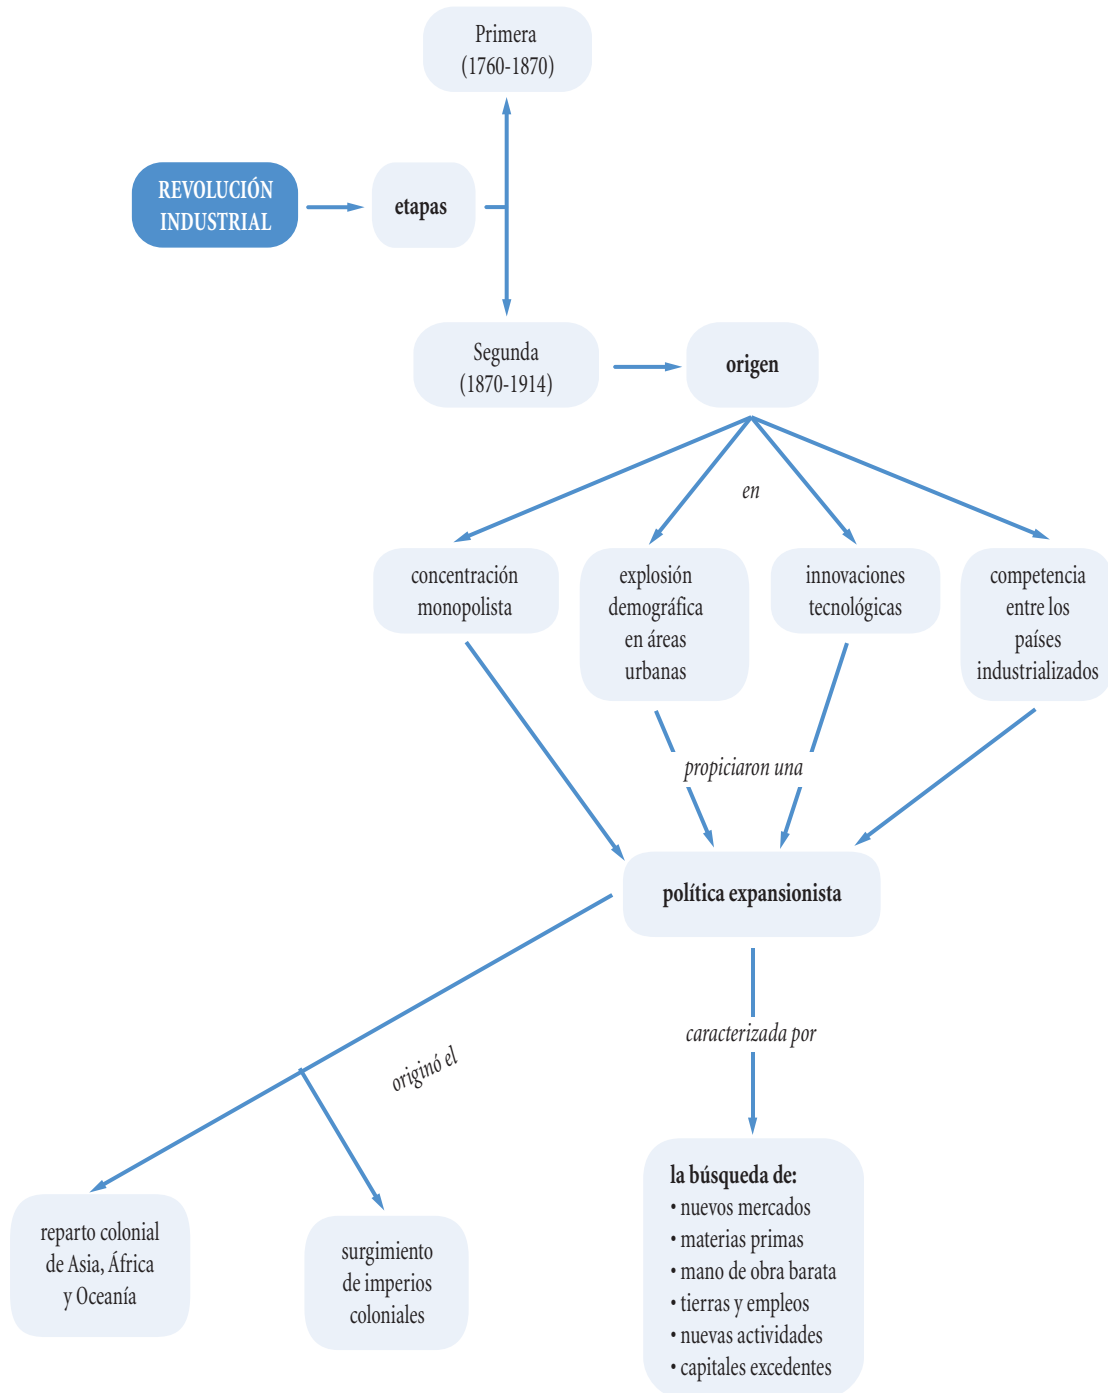 Primera
(1760-1870)
REVOLUCIÓN
INDUSTRIAL
etapas
Segunda
(1870-1914)
origen
en
concentración
monopolista
explosión
demográfica
en áreas
urbanas
innovaciones
tecnológicas
competencia
entre los
países
industrializados
propiciaron una
política expansionista
originó el
caracterizada por
reparto colonial
de Asia, África
y Oceanía
surgimiento
de imperios
coloniales
la búsqueda de:
• nuevos mercados
• materias primas
• mano de obra barata
• tierras y empleos
• nuevas actividades
• capitales excedentes